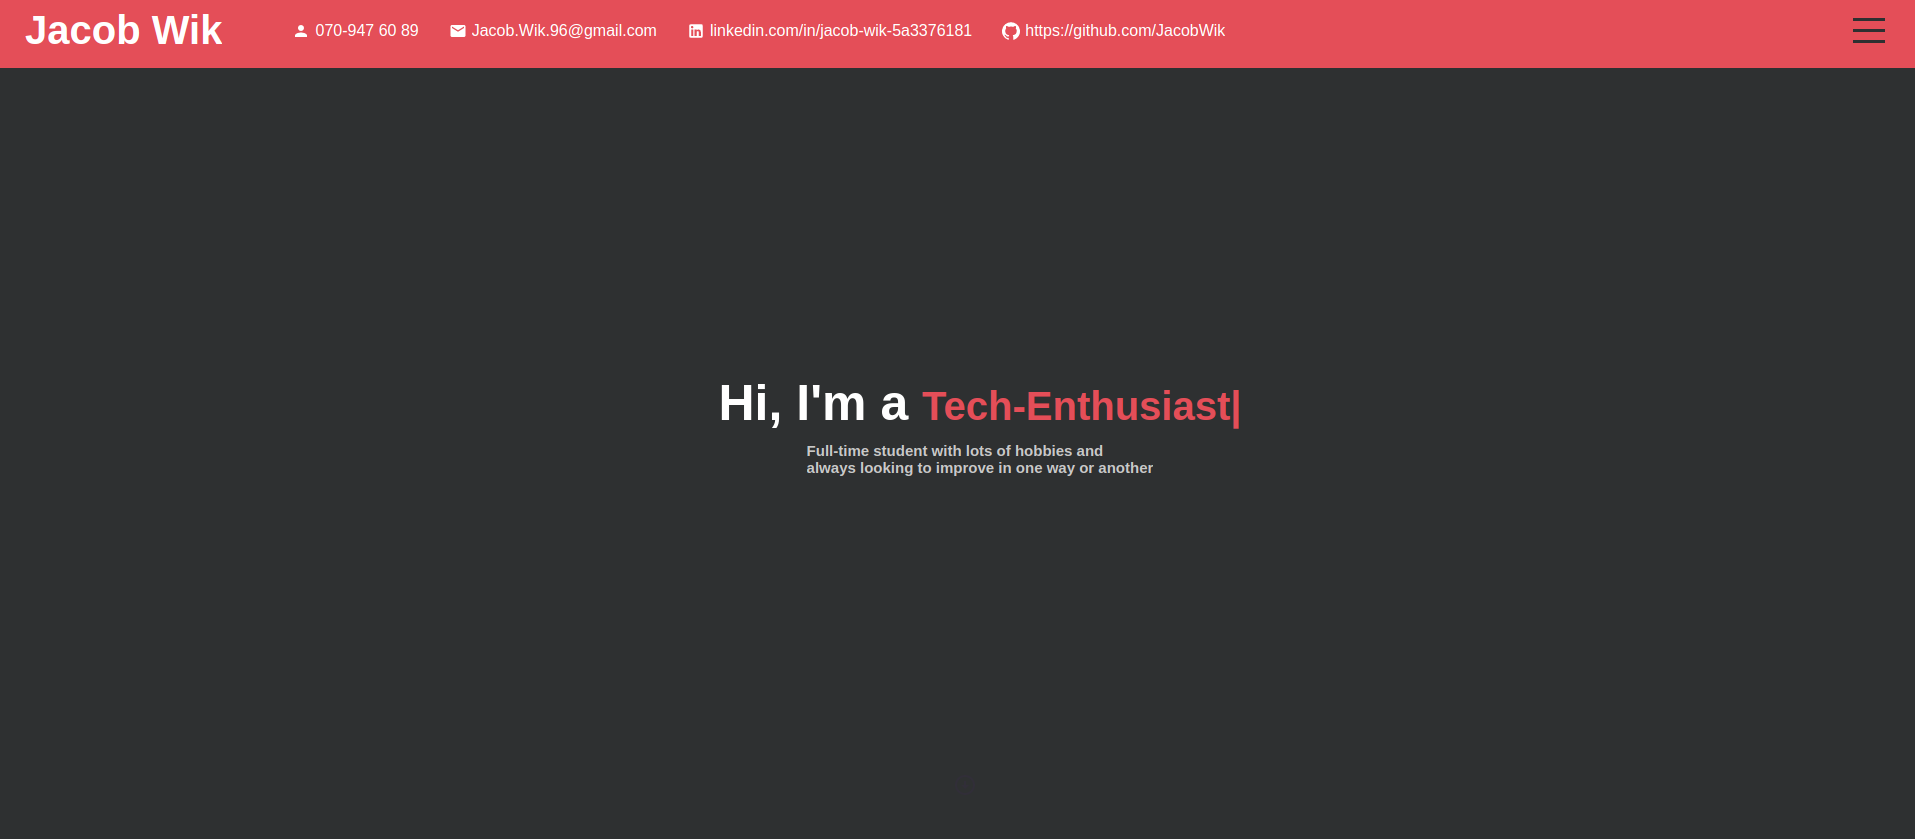 Jacob Wik
070-947 60 89
Jacob.Wik.96@gmail.com
linkedin.com/in/jacob-wik-5a3376181
https://github.com/JacobWik
Hi, I'm a Tech-Enthusiast|
Full-time student with lots of hobbies and
always looking to improve in one way or another